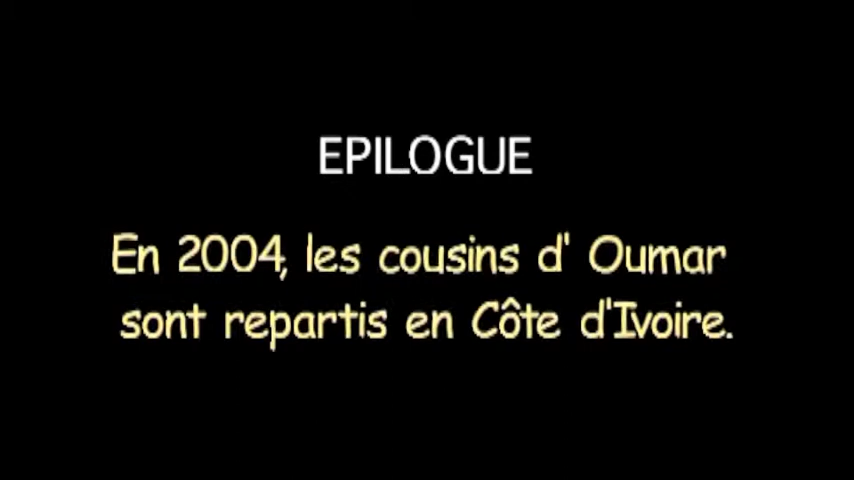 EPILOGUE
En 2004, les cousins d' Oumar
sont repartis en Côte d'Ivoire.